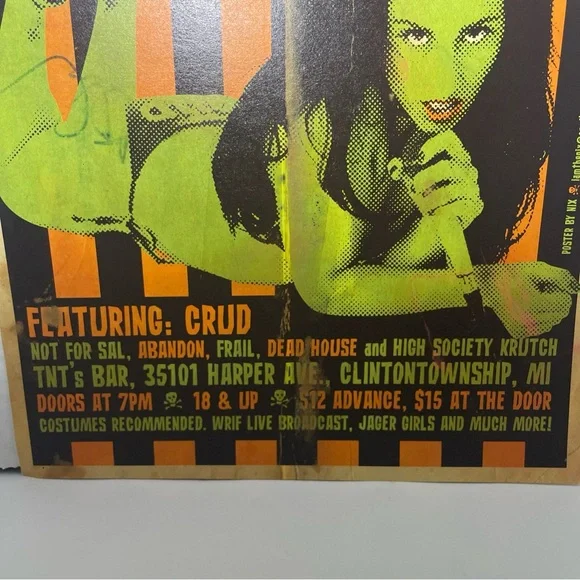 FEATURING: CRUD
NOT FOR SAL, ABANDON, FRAIL, DEAD HOUSE and HIGH SOCIETY KRUTCH
TNT's BAR, 35101 HARPER AVE, CLINTONTOWNSHIP, MI
DOORS AT 7PM 18 & UP $12 ADVANCE, $15 AT THE DOOR
COSTUMES RECOMMENDED. WRIF LIVE BROADCAST, JAGER GIRLS AND MUCH MORE!
POSTER BY NIX